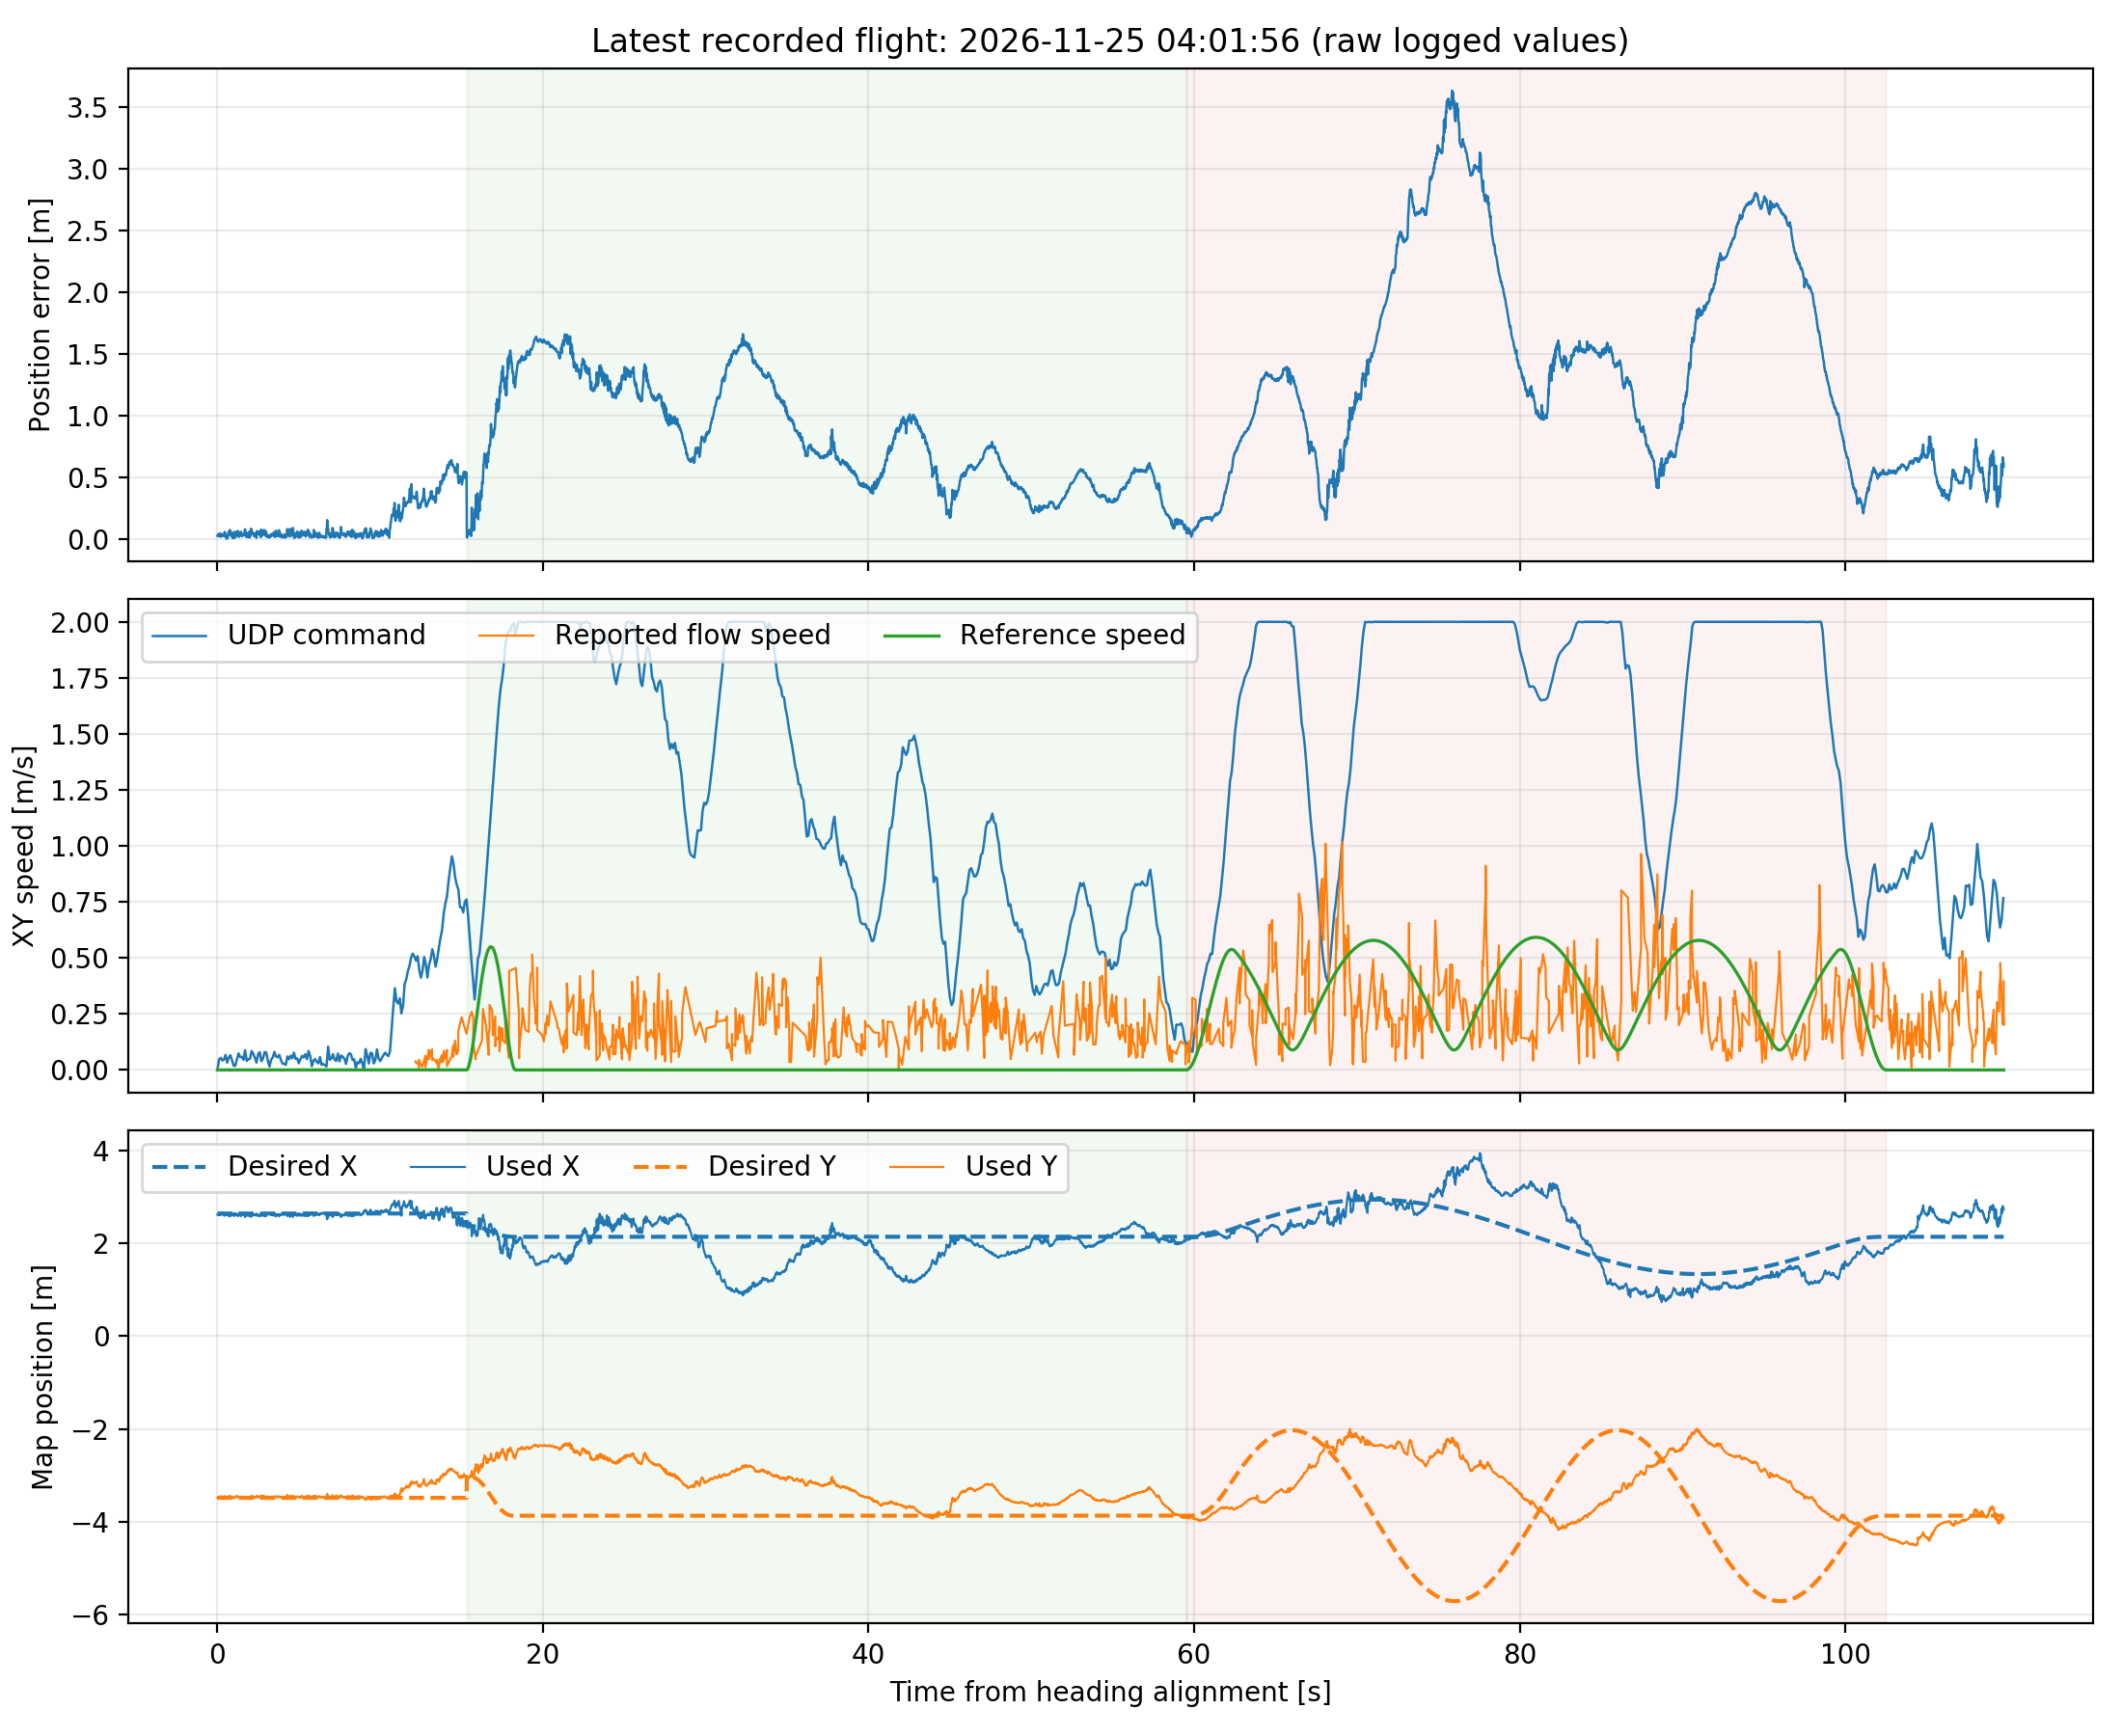 Latest recorded flight: 2026-11-25 04:01:56 (raw logged values)
Position error [m]
3.5
3.0
2.5
2.0
1.5
1.0
0.5
0.0
XY speed [m/s]
UDP command
Reported flow speed
Reference speed
2.00
1.75
1.50
1.25
1.00
0.75
0.50
0.25
0.00
Map position [m]
Desired X
Used X
Desired Y
Used Y
4
2
0
−2
−4
−6
0 20 40 60 80 100
Time from heading alignment [s]